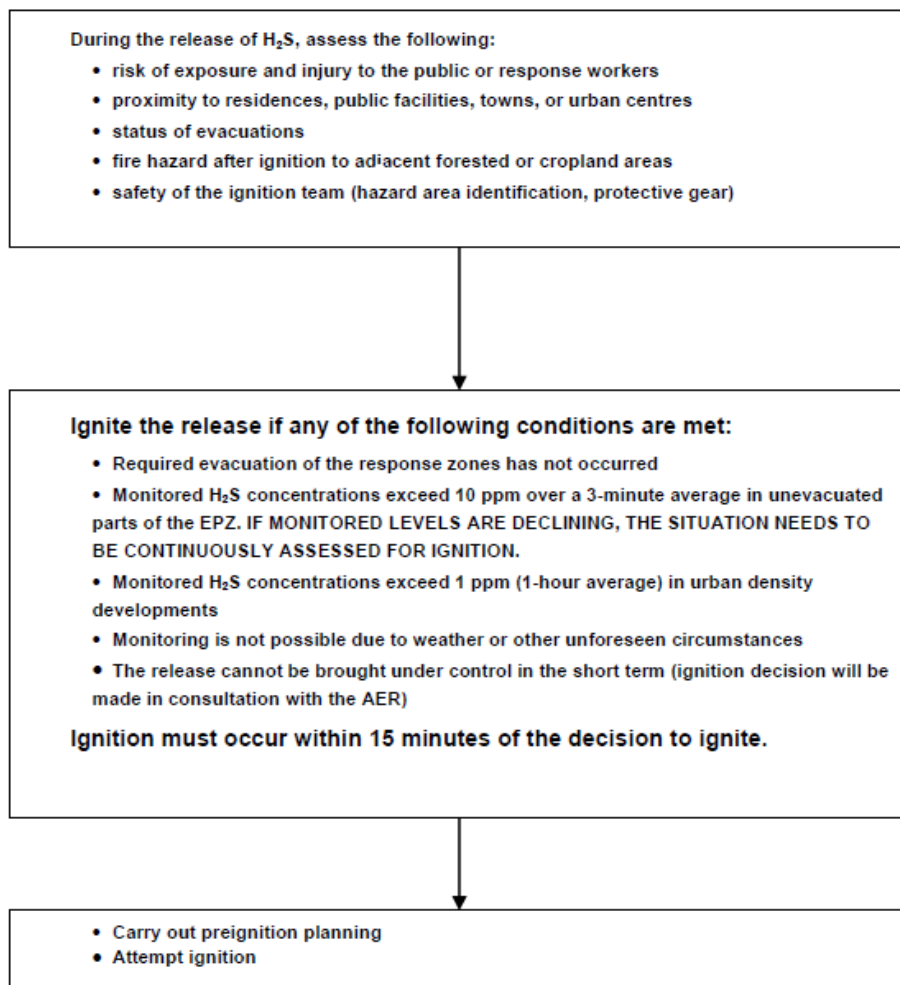 During the release of H₂S, assess the following:
• risk of exposure and injury to the public or response workers
• proximity to residences, public facilities, towns, or urban centres
• status of evacuations
• fire hazard after ignition to adjacent forested or cropland areas
• safety of the ignition team (hazard area identification, protective gear)
Ignite the release if any of the following conditions are met:
• Required evacuation of the response zones has not occurred
• Monitored H₂S concentrations exceed 10 ppm over a 3-minute average in unevacuated
parts of the EPZ. IF MONITORED LEVELS ARE DECLINING, THE SITUATION NEEDS TO
BE CONTINUOUSLY ASSESSED FOR IGNITION.
• Monitored H₂S concentrations exceed 1 ppm (1-hour average) in urban density
developments
• Monitoring is not possible due to weather or other unforeseen circumstances
• The release cannot be brought under control in the short term (ignition decision will be
made in consultation with the AER)
Ignition must occur within 15 minutes of the decision to ignite.
• Carry out preignition planning
• Attempt ignition